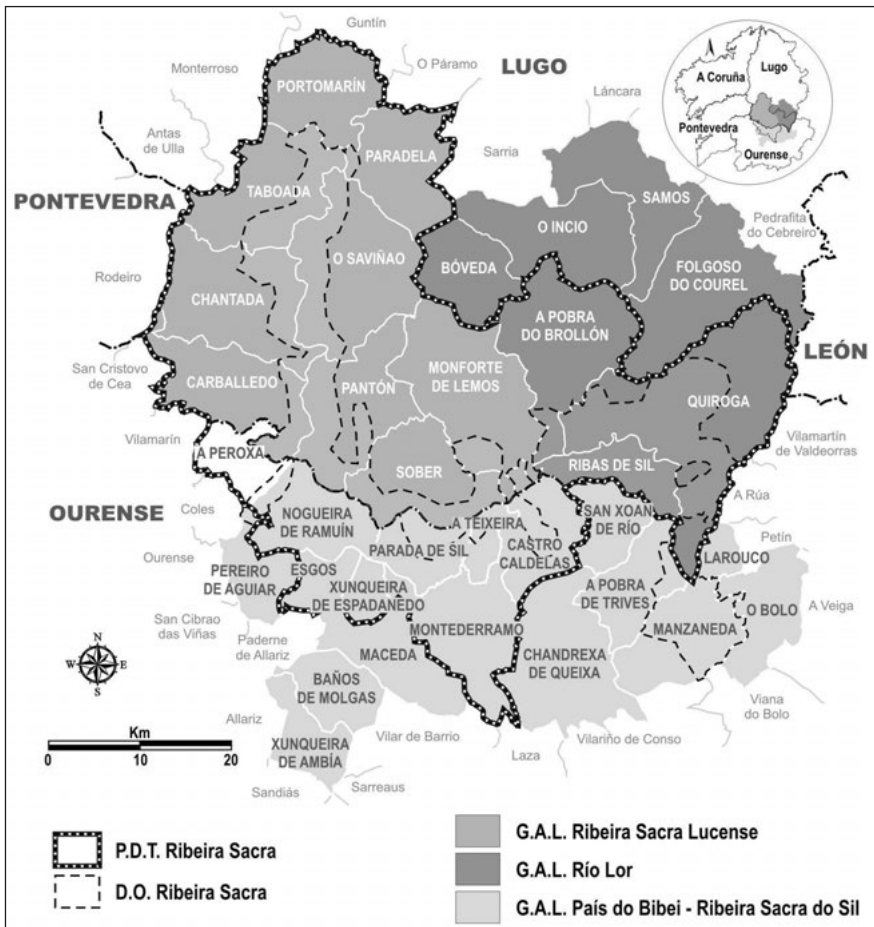 Guntín
Monterroso
O Páramo
LUGO
PORTOMARÍN
Láncara
A Coruña
Lugo
Pontevedra
Ourense
Antas
de Ulla
PARADELA
Sarria
TABOADA
SAMOS
PONTEVEDRA
Pedrafita
do Cebreiro
O INCIO
O SAVIÑAO
BÓVEDA
FOLGOSO
DO COUREL
Rodeiro
CHANTADA
A POBRA
DO BROLLÓN
LEÓN
San Cristovo
de Cea
MONFORTE
DE LEMOS
CARBALLEDO
PANTÓN
QUIROGA
Vilamarín
Vilamartín
de Valdeorras
A PEROXA
SOBER
RIBAS DE SIL
A Rúa
Coles
OURENSE
NOGUEIRA
DE RAMUÍN
A TEIXEIRA
SAN XOAN
DE RÍO
Petín
Ourense
PARADA DE SIL
CASTRO
CALDELAS
LAROUCO
PEREIRO
DE AGUIAR
ESGOS
XUNQUEIRA
DE ESPADANEDO
A POBRA
DE TRIVES
O BOLO
A Veiga
San Cibrao
das Viñas
MONTEDERRAMO
MANZANEDA
Paderne
de Allariz
MACEDA
CHANDREXA
DE QUEIXA
N
W
E
S
BAÑOS
DE MOLGAS
Viana
do Bolo
Allariz
Vilar de Barrio
Vilariño de Conso
Laza
Km
0
10
20
XUNQUEIRA
DE AMBÍA
Sandiás
Sarreaus
P.D.T. Ribeira Sacra
D.O. Ribeira Sacra
G.A.L. Ribeira Sacra Lucense
G.A.L. Río Lor
G.A.L. País do Bibei - Ribeira Sacra do Sil